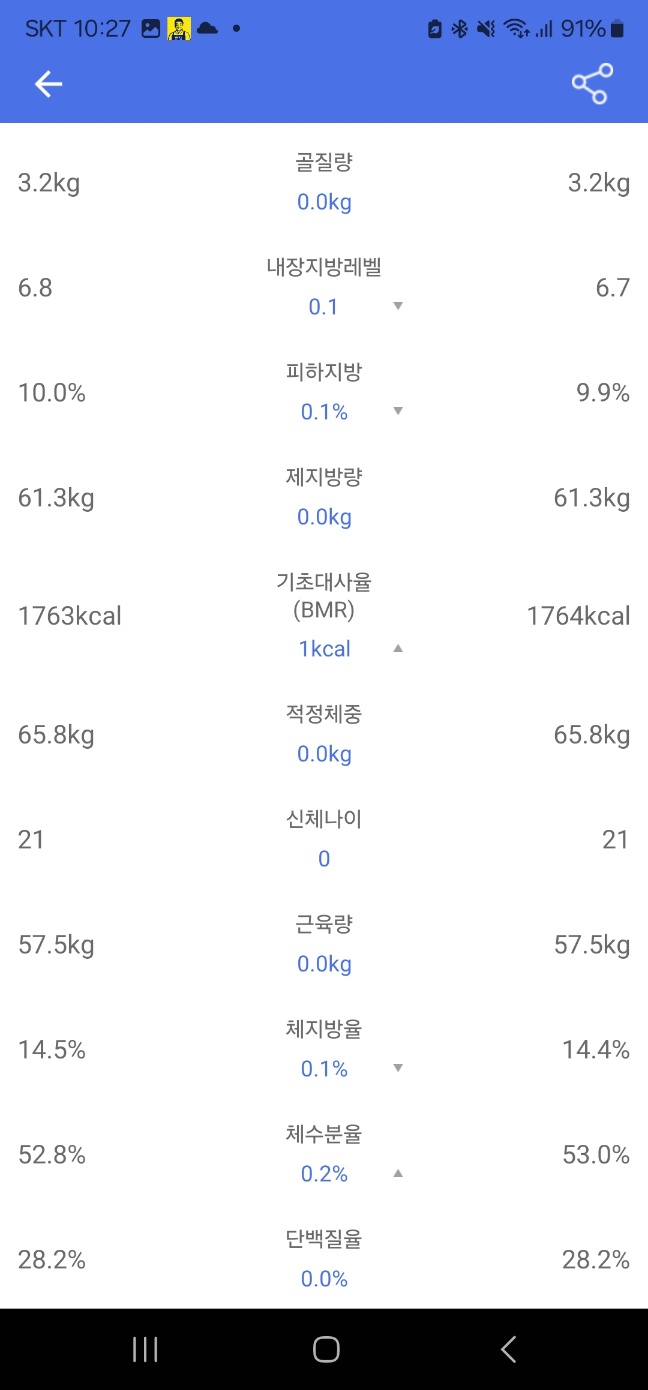 SKT 10:27 91%
골질량
3.2kg 3.2kg
0.0kg
내장지방레벨
6.8 6.7
0.1
피하지방
10.0% 9.9%
0.1%
제지방량
61.3kg 61.3kg
0.0kg
기초대사율
(BMR)
1763kcal 1764kcal
1kcal
적정체중
65.8kg 65.8kg
0.0kg
신체나이
21 21
0
근육량
57.5kg 57.5kg
0.0kg
체지방율
14.5% 14.4%
0.1%
체수분율
52.8% 53.0%
0.2%
단백질율
28.2% 28.2%
0.0%